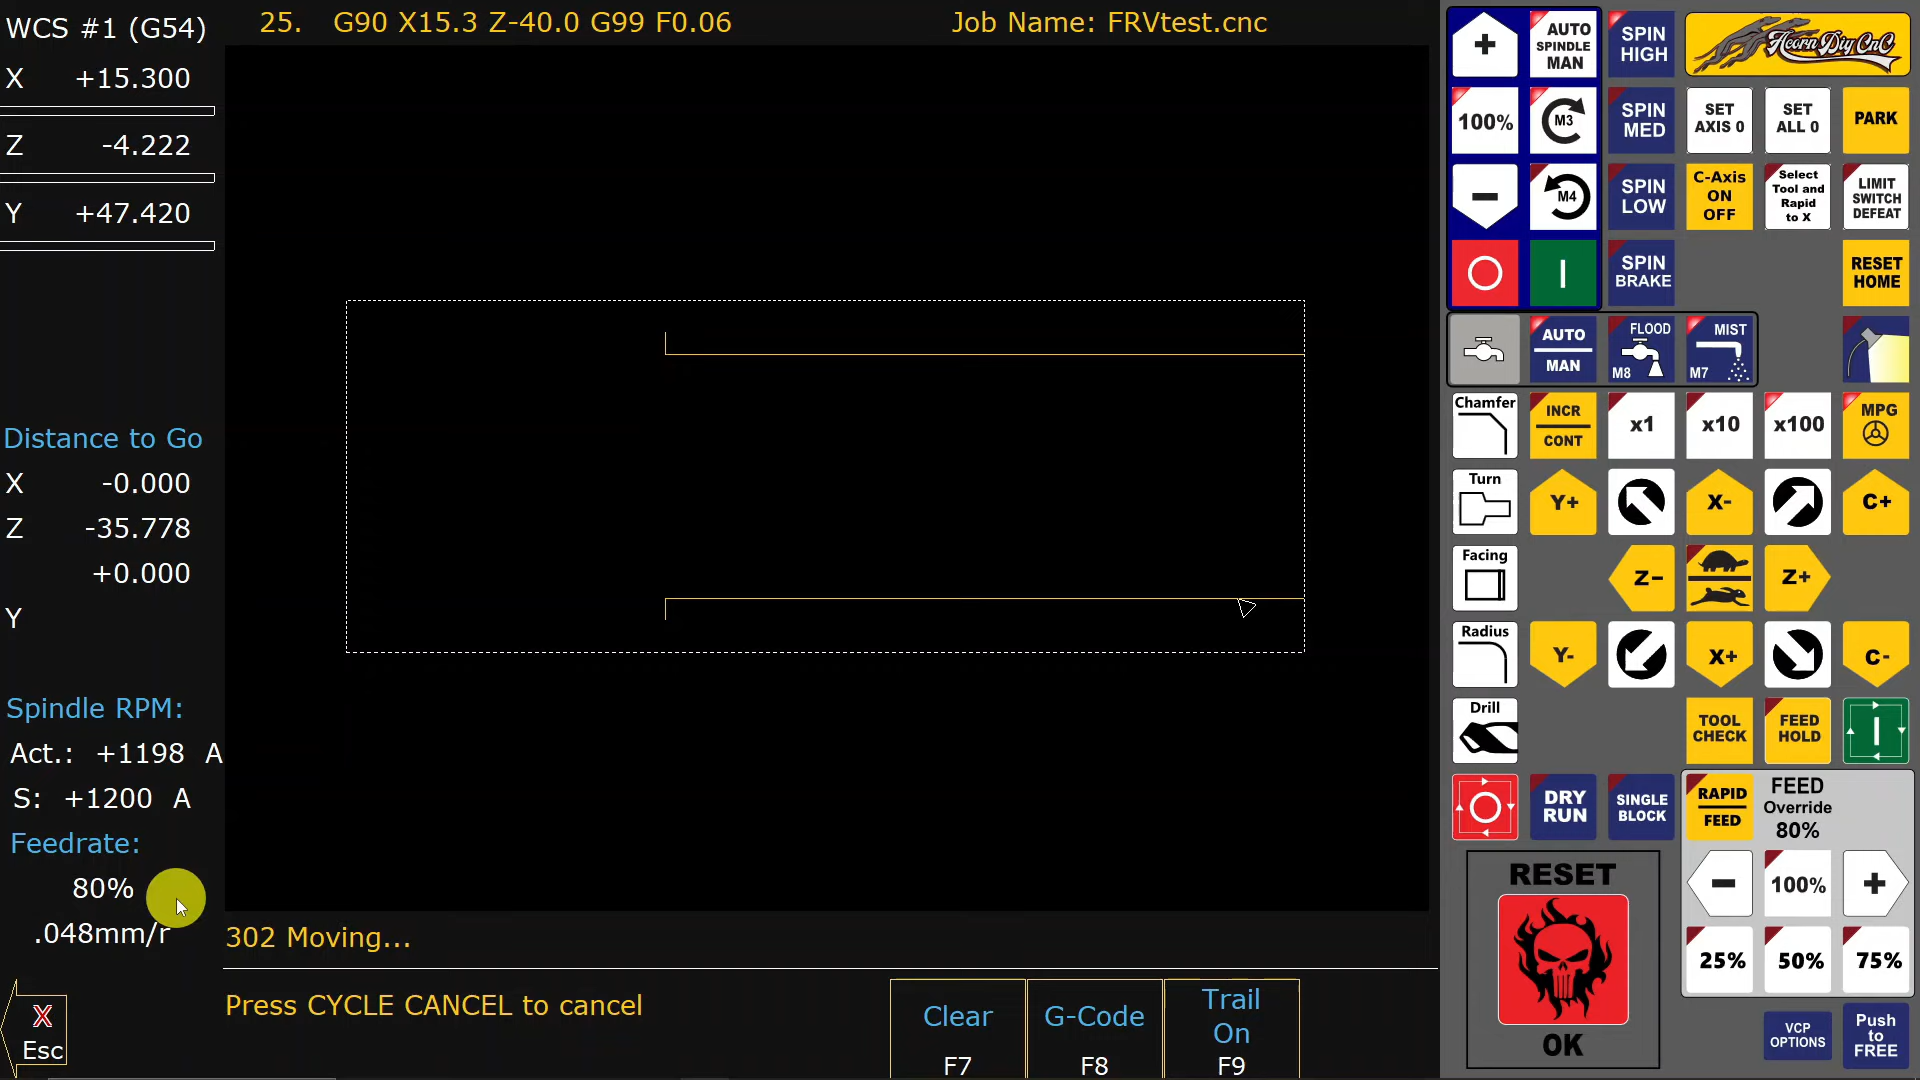 WCS #1 (G54)
X +15.300
Z -4.222
Y +47.420
Distance to Go
X -0.000
Z -35.778
+0.000
Y
Spindle RPM:
Act.: +1198 A
S: +1200 A
Feedrate:
80%
.048mm/r
X
Esc
25. G90 X15.3 Z-40.0 G99 F0.06
Job Name: FRVtest.cnc
302 Moving...
Press CYCLE CANCEL to cancel
Clear
F7
G-Code
F8
Trail
On
F9
+
AUTO
SPINDLE
MAN
SPIN
HIGH
Acorn Diy CnC
100%
M3
SPIN
MED
SET
AXIS 0
SET
ALL 0
PARK
M4
SPIN
LOW
C-Axis
ON
OFF
Select
Tool and
Rapid
to X
LIMIT
SWITCH
DEFEAT
SPIN
BRAKE
RESET
HOME
AUTO
MAN
FLOOD
M8
MIST
M7
Chamfer
INCR
CONT
x1
x10
x100
MPG
Turn
Y+
X-
C+
Facing
Z-
Z+
Radius
Y-
X+
C-
Drill
TOOL
CHECK
FEED
HOLD
DRY
RUN
SINGLE
BLOCK
RAPID
FEED
FEED
Override
80%
RESET
OK
-
100%
+
25%
50%
75%
VCP
OPTIONS
Push
to
FREE